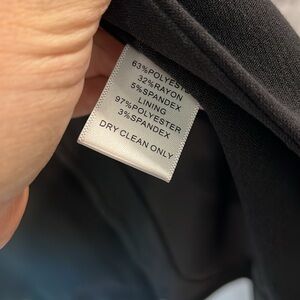 63%POLYESTER
32%RAYON
5%SPANDEX
LINING
97%POLYESTER
3%SPANDEX
DRY CLEAN ONLY